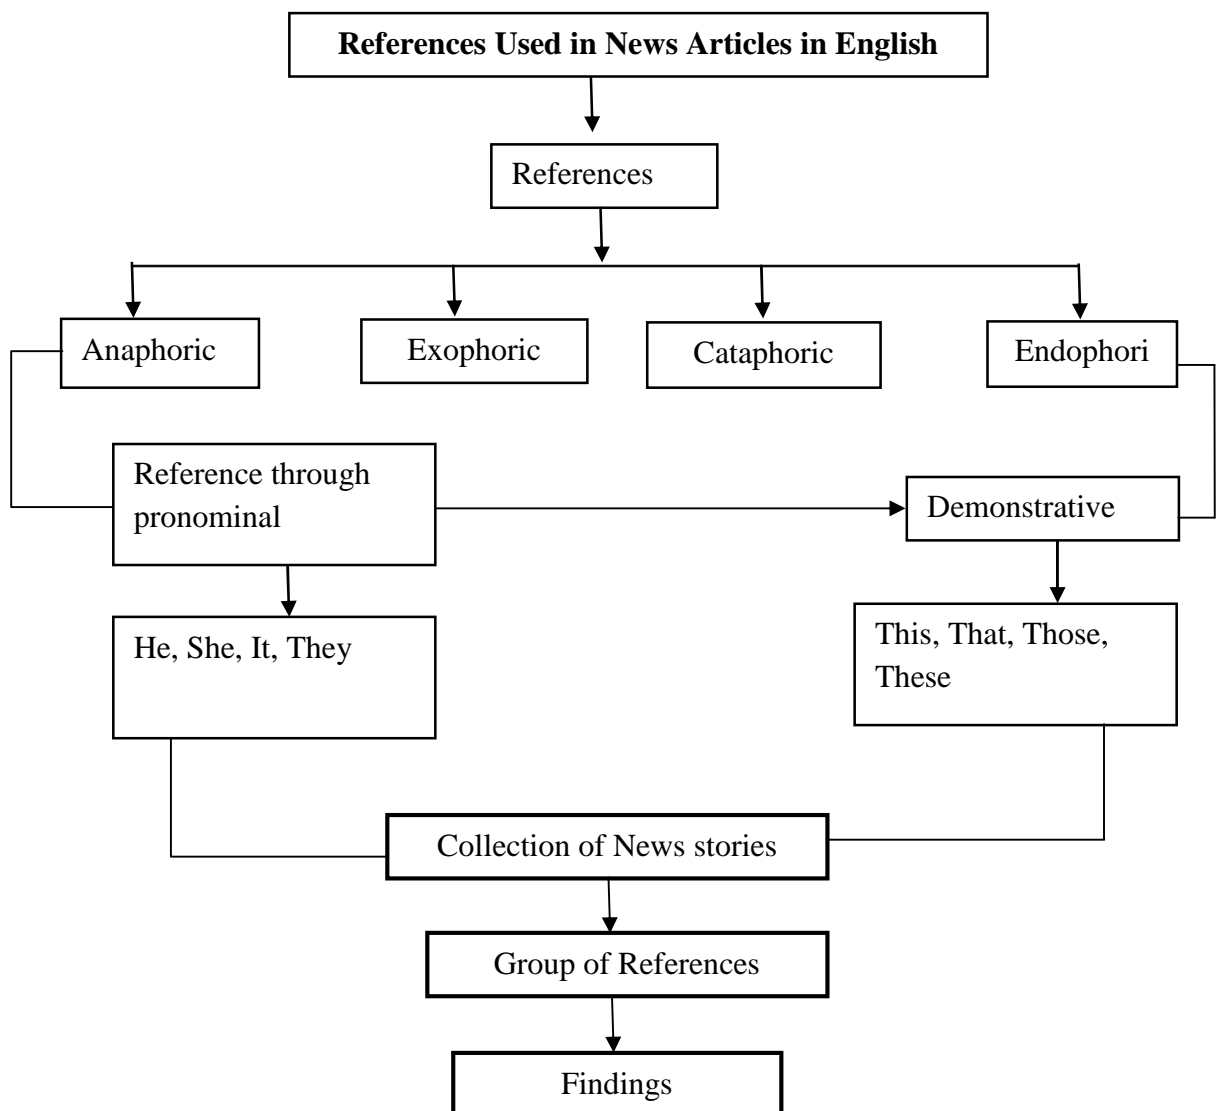 References Used in News Articles in English
References
Anaphoric
Exophoric
Cataphoric
Endophori
Reference through
pronominal
Demonstrative
He, She, It, They
This, That, Those,
These
Collection of News stories
Group of References
Findings